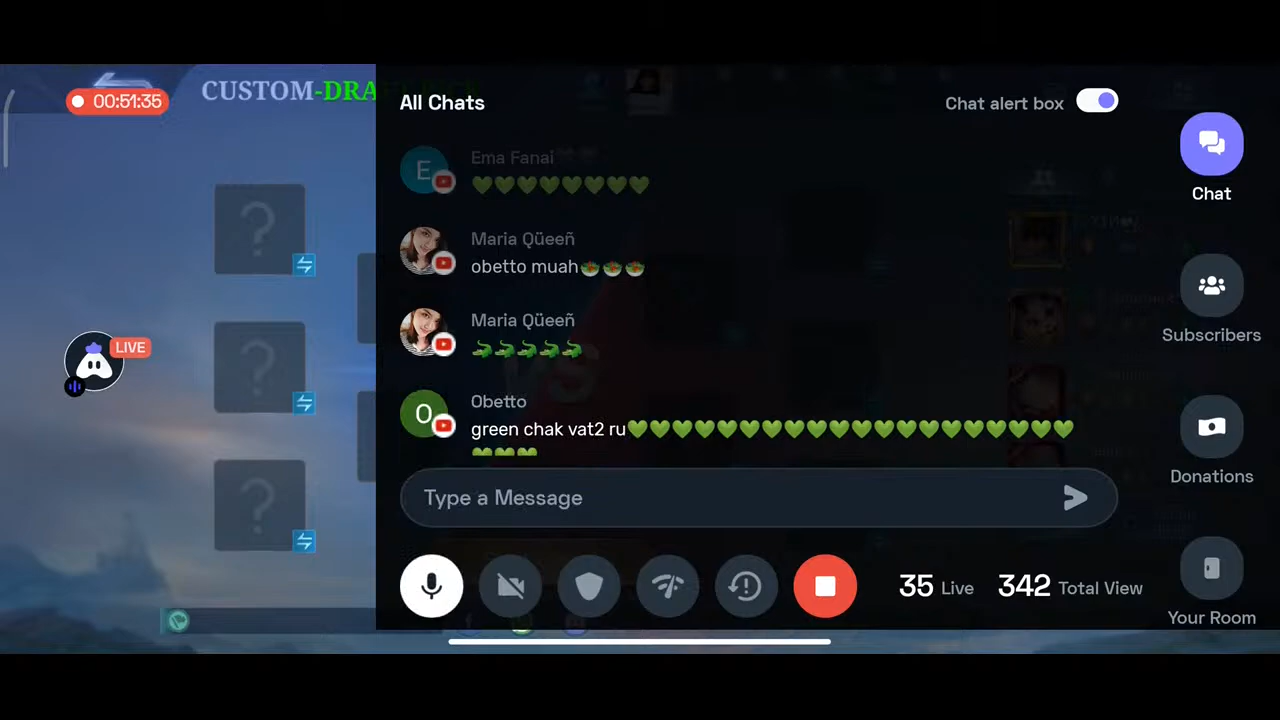 CUSTOM-DRA
00:51:35
All Chats
Chat alert box
Chat
E
Ema Fanai
💚💚💚💚💚💚💚💚
Maria Qüeeñ
obetto muah🥗🥗🥗
Maria Qüeeñ
🐊🐊🐊🐊🐊
LIVE
Subscribers
O
Obetto
green chak vat2 ru💚💚💚💚💚💚💚💚💚💚💚💚💚💚💚💚💚💚💚💚
💚💚💚
Donations
Type a Message
35 Live
342 Total View
Your Room
?
?
?